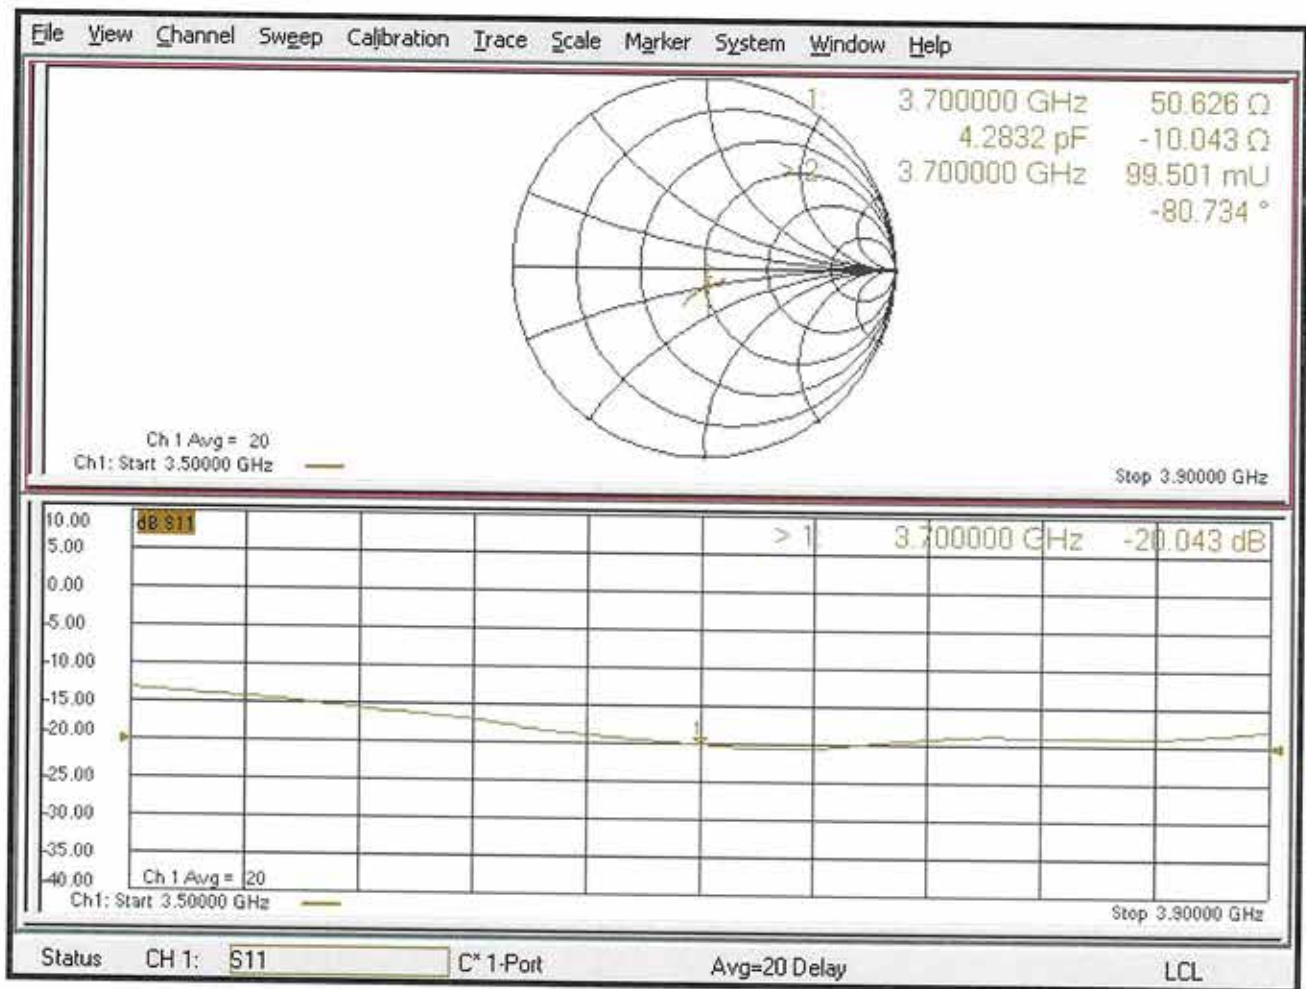 File View Channel Sweep Calibration Trace Scale Marker System Window Help
1: 3.700000 GHz 50.626 Ω
4.2832 pF -10.043 Ω
> 2: 3.700000 GHz 99.501 mU
-80.734 °
Ch 1 Avg = 20
Ch1: Start 3.50000 GHz
Stop 3.90000 GHz
10.00
dB S11
> 1: 3.700000 GHz -20.043 dB
5.00
0.00
-5.00
-10.00
-15.00
-20.00
1
-25.00
-30.00
-35.00
-40.00
Ch 1 Avg = 20
Ch1: Start 3.50000 GHz
Stop 3.90000 GHz
Status CH 1: S11 C* 1-Port Avg=20 Delay LCL